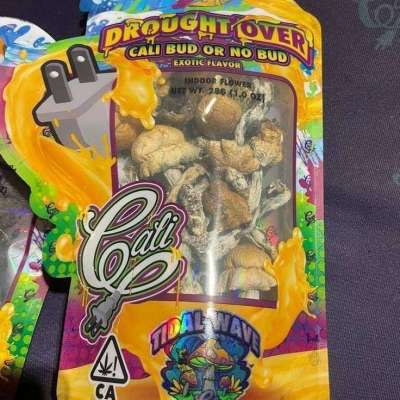 DROUGHT OVER
CALI BUD OR NO BUD
EXOTIC FLAVOR
INDOOR FLOWER
NET WT. 28G (1.0 OZ)
Cali
TIDAL WAVE
CA